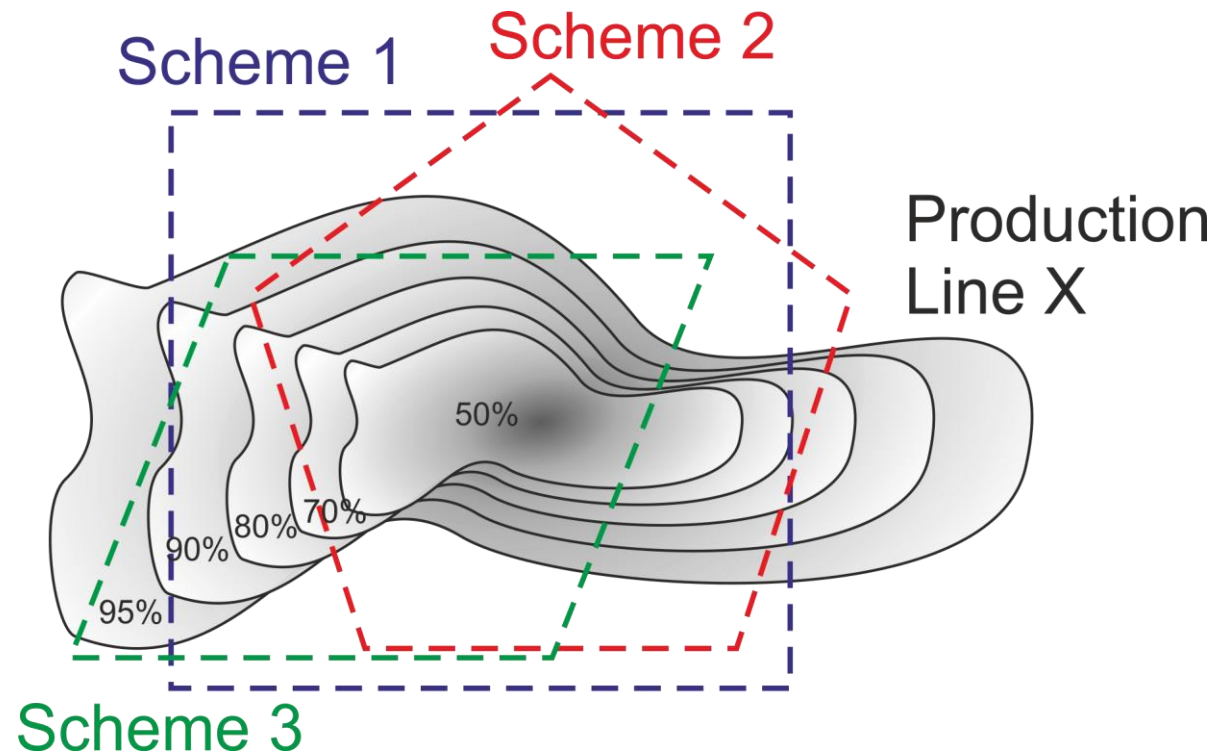 Scheme 2
Scheme 1
Production
Line X
50%
70%
80%
90%
95%
Scheme 3